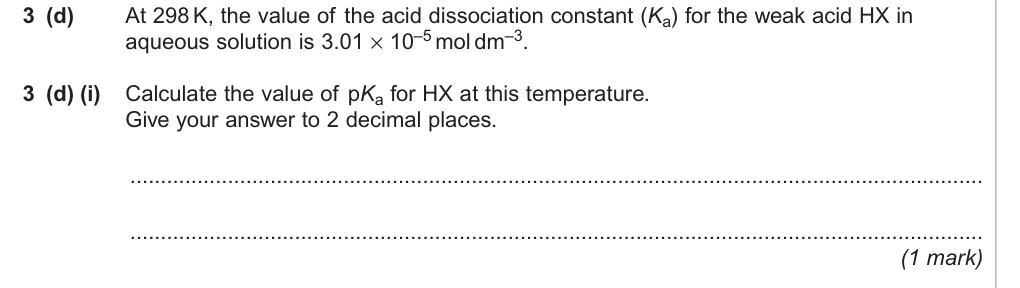 3 (d) At 298 K, the value of the acid dissociation constant (Kₐ) for the weak acid HX in
aqueous solution is 3.01 × 10⁻⁵ mol dm⁻³.
3 (d) (i) Calculate the value of pKₐ for HX at this temperature.
Give your answer to 2 decimal places.
(1 mark)